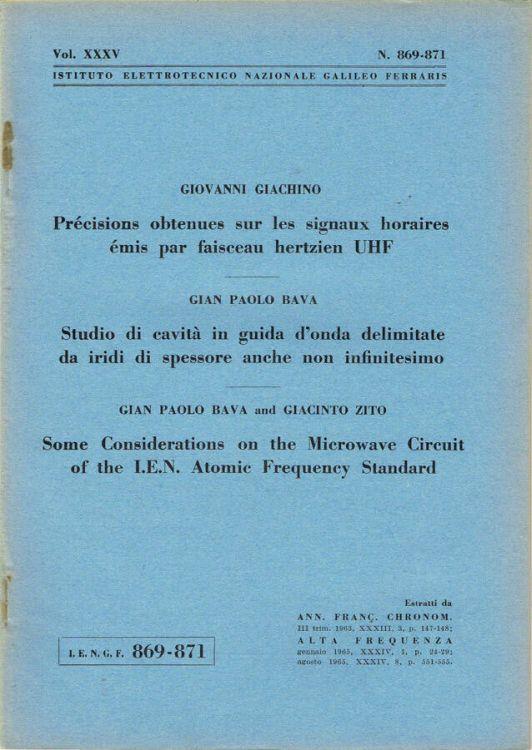 Vol. XXXV N. 869-871
ISTITUTO ELETTROTECNICO NAZIONALE GALILEO FERRARIS
GIOVANNI GIACHINO
Précisions obtenues sur les signaux horaires
émis par faisceau hertzien UHF
GIAN PAOLO BAVA
Studio di cavità in guida d'onda delimitate
da iridi di spessore anche non infinitesimo
GIAN PAOLO BAVA and GIACINTO ZITO
Some Considerations on the Microwave Circuit
of the I.E.N. Atomic Frequency Standard
Estratti da
ANN. FRANÇ. CHRONOM.
III trim. 1963, XXXIII, 3, p. 147-148;
ALTA FREQUENZA
gennaio 1965, XXXIV, 1, p. 24-29;
agosto 1965, XXXIV, 8, p. 551-555.
I. E. N. G. F. 869-871